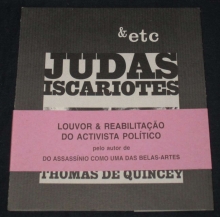 & etc
JUDAS
ISCARIOTES
LOUVOR & REABILITAÇÃO
DO ACTIVISTA POLÍTICO
pelo autor de
DO ASSASSÍNIO COMO UMA DAS BELAS-ARTES
THOMAS DE QUINCEY